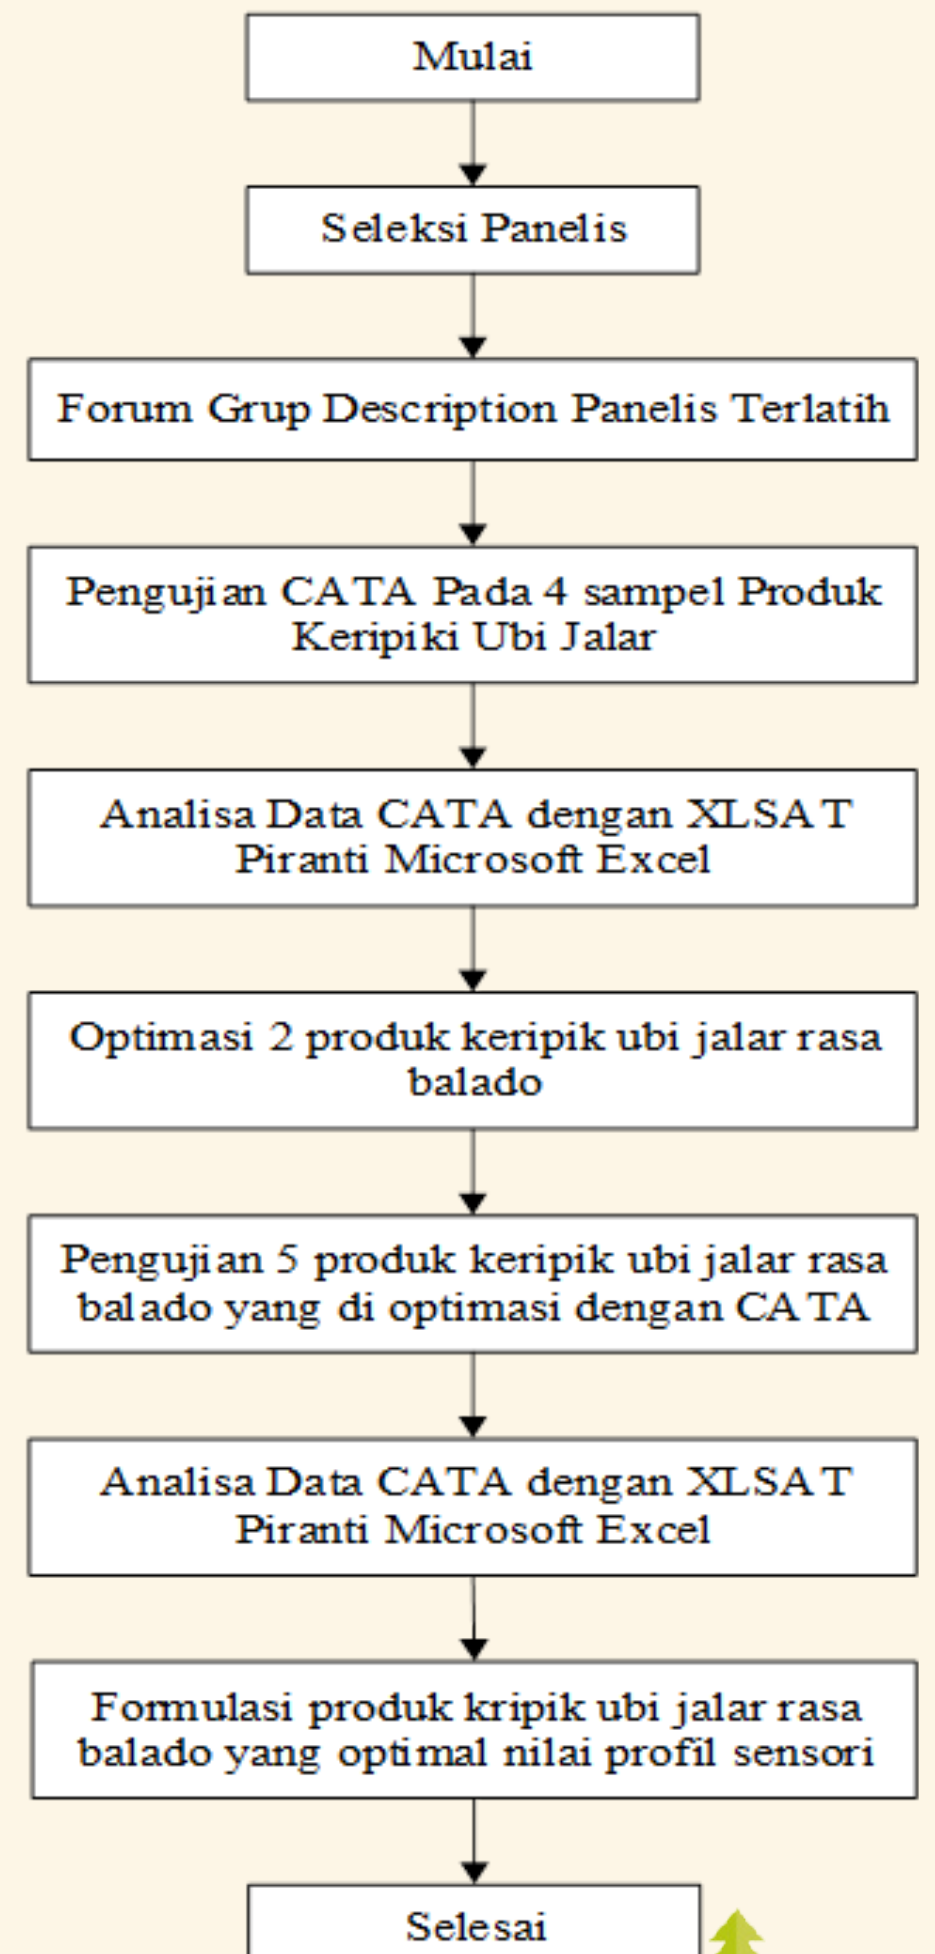 Mulai
Seleksi Panelis
Forum Grup Description Panelis Terlatih
Pengujian CATA Pada 4 sampel Produk
Keripiki Ubi Jalar
Analisa Data CATA dengan XLSAT
Piranti Microsoft Excel
Optimasi 2 produk keripik ubi jalar rasa
balado
Pengujian 5 produk keripik ubi jalar rasa
balado yang di optimasi dengan CATA
Analisa Data CATA dengan XLSAT
Piranti Microsoft Excel
Formulasi produk kripik ubi jalar rasa
balado yang optimal nilai profil sensori
Selesai